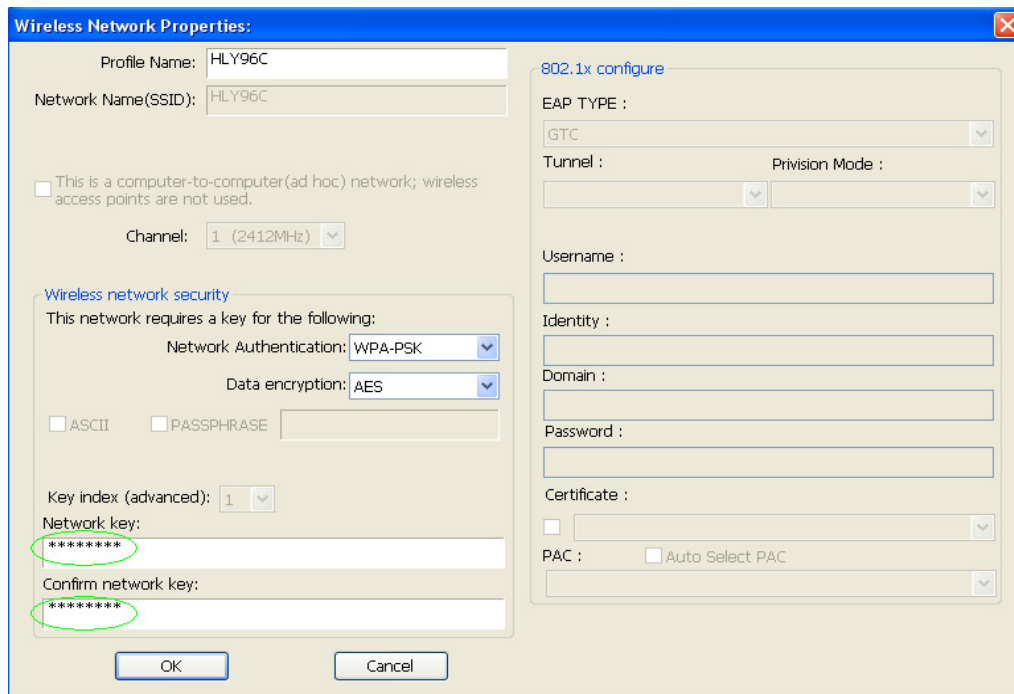 Wireless Network Properties:
Profile Name: HLY96C
Network Name(SSID): HLY96C
This is a computer-to-computer(ad hoc) network; wireless
access points are not used.
Channel: 1 (2412MHz)
Wireless network security
This network requires a key for the following:
Network Authentication: WPA-PSK
Data encryption: AES
ASCII PASSPHRASE
Key index (advanced): 1
Network key:
********
Confirm network key:
********
OK Cancel
802.1x configure
EAP TYPE :
GTC
Tunnel : Privision Mode :
Username :
Identity :
Domain :
Password :
Certificate :
PAC : Auto Select PAC